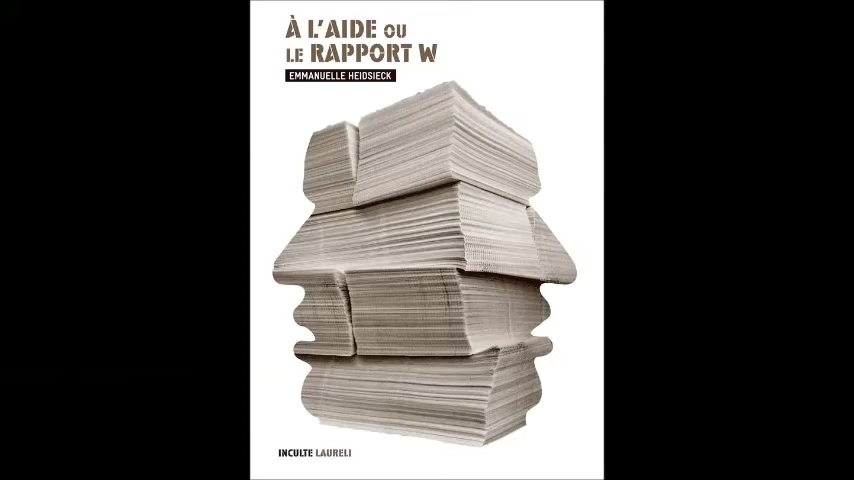 À L'AIDE OU
LE RAPPORT W
EMMANUELLE HEIDSIECK
INCULTE LAURELI